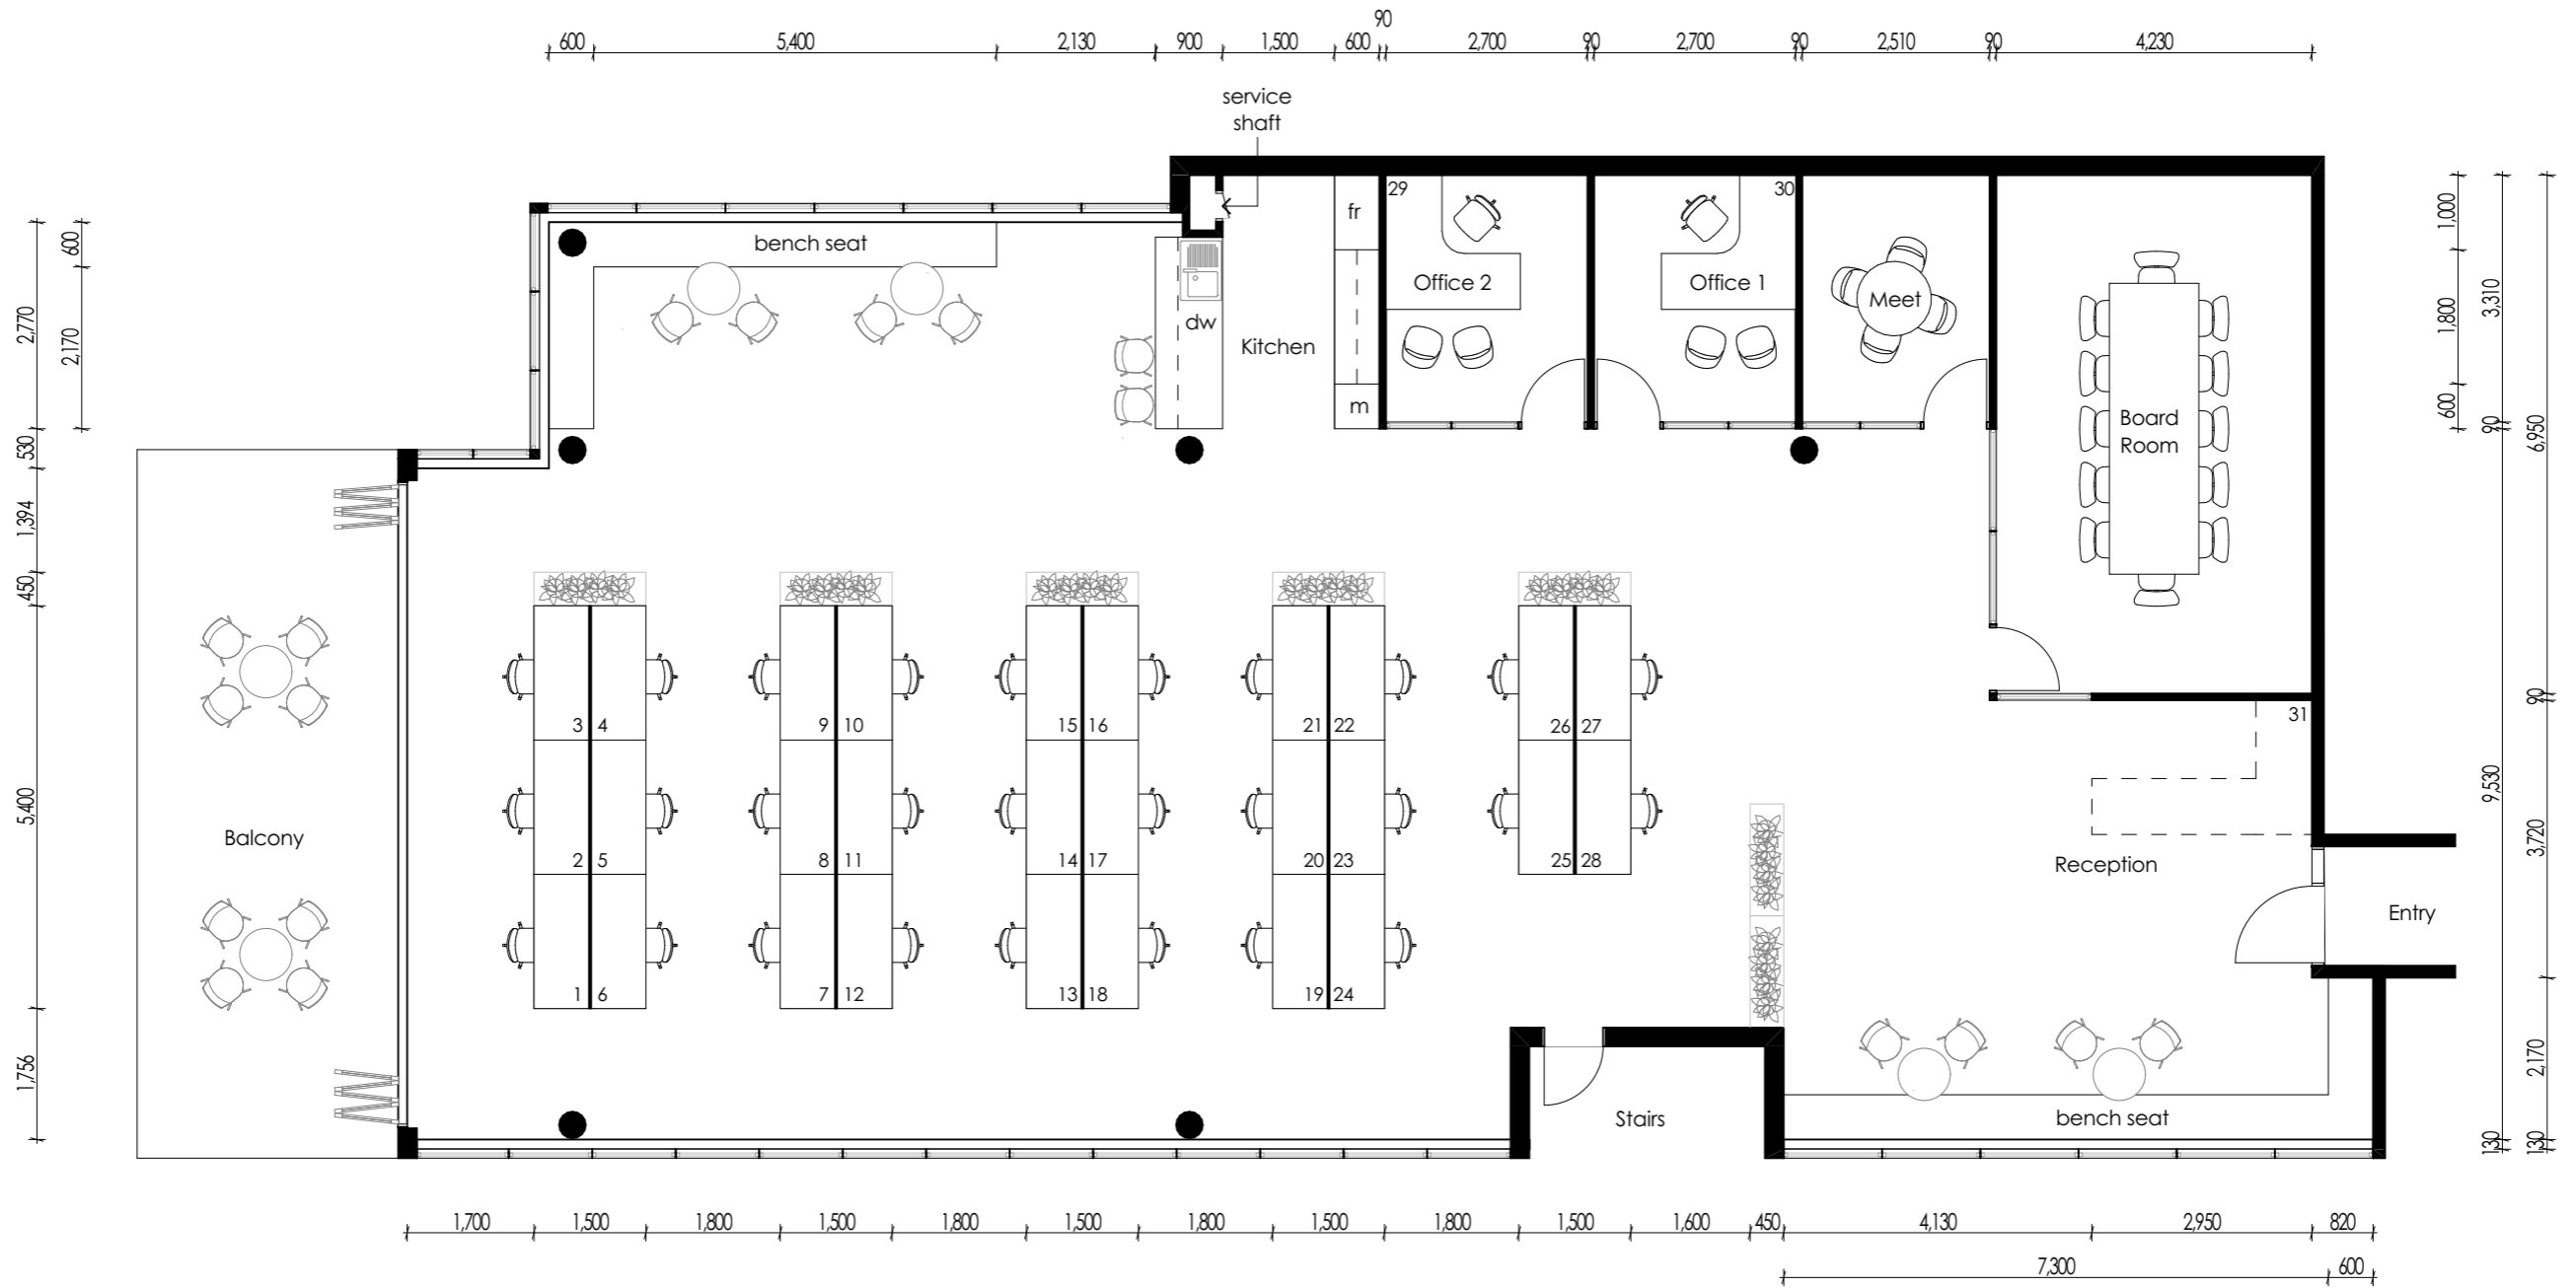 90
600 5,400 2,130 900 1,500 600 2,700 90 2,700 90 2,510 90 4,230
service
shaft
29
30
fr
bench seat
Office 2
Office 1
Meet
dw
Kitchen
m
Board
Room
600
2,770
2,170
530
1,394
450
5,400
1,756
1,000
1,800
600
3,310
90
6,950
90
9,530
3,720
2,170
130
130
31
3 4
9 10
15 16
21 22
26 27
2 5
8 11
14 17
20 23
25 28
1 6
7 12
13 18
19 24
Balcony
Reception
Entry
Stairs
bench seat
1,700 1,500 1,800 1,500 1,800 1,500 1,800 1,500 1,800 1,500 1,600 450 4,130 2,950 820
7,300 600